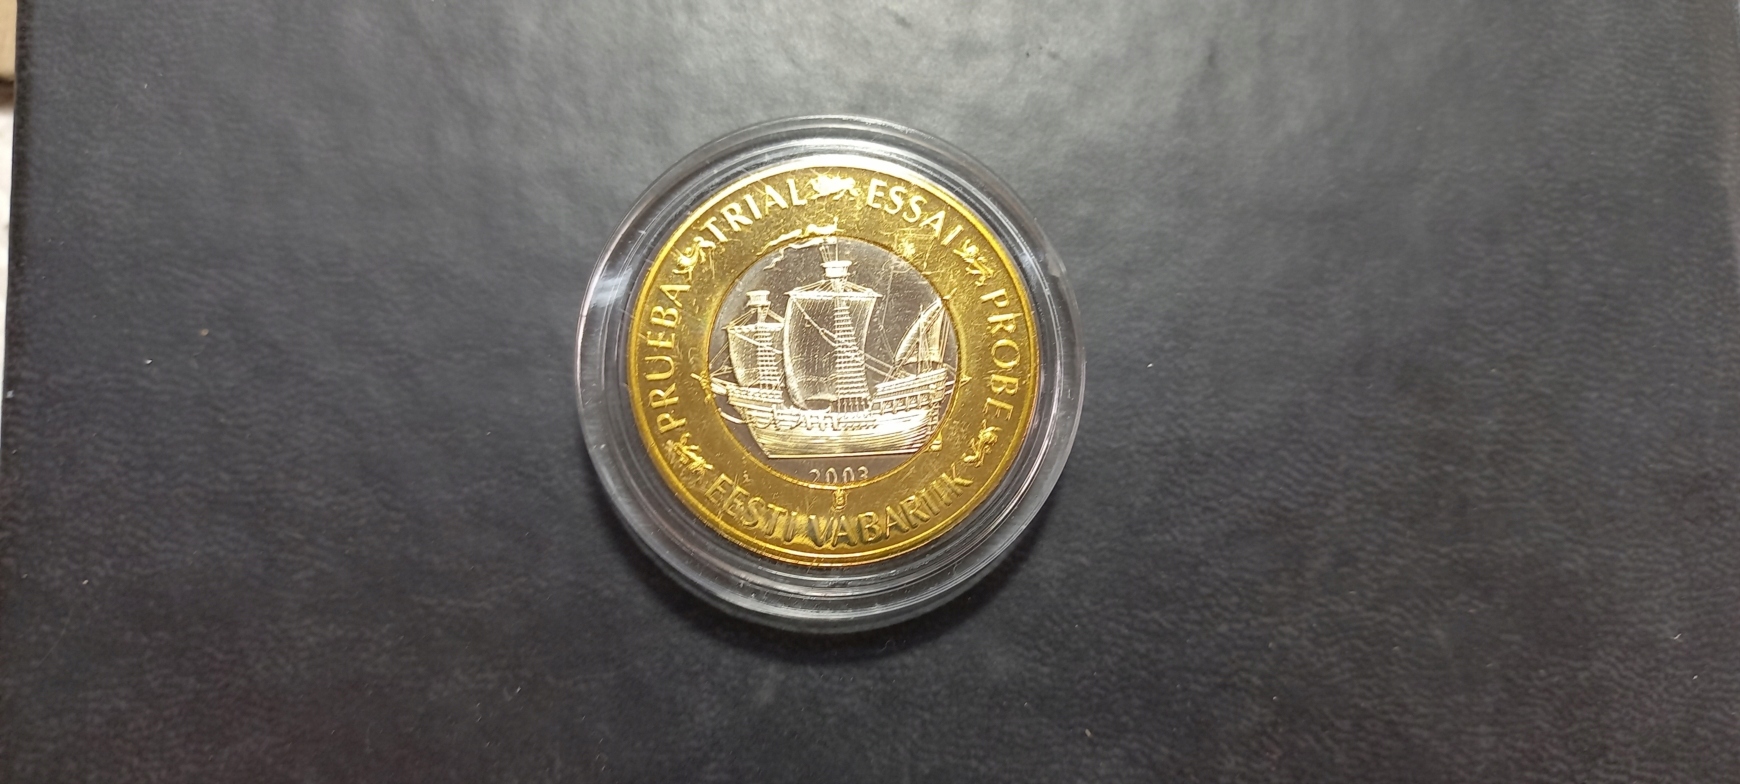 PRUEBA TRIAL ESSAI PROBE
2003
EESTI VABARIIK